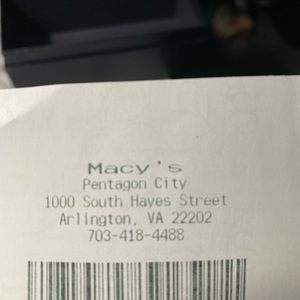 Macy's
Pentagon City
1000 South Hayes Street
Arlington, VA 22202
703-418-4488